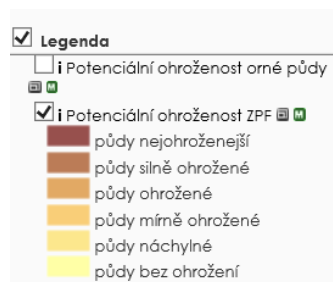 Legenda
i Potenciální ohroženost orné půdy
M
i Potenciální ohroženost ZPF M
půdy nejohroženejší
půdy silně ohrožené
půdy ohrožené
půdy mírně ohrožené
půdy náchylné
půdy bez ohrožení